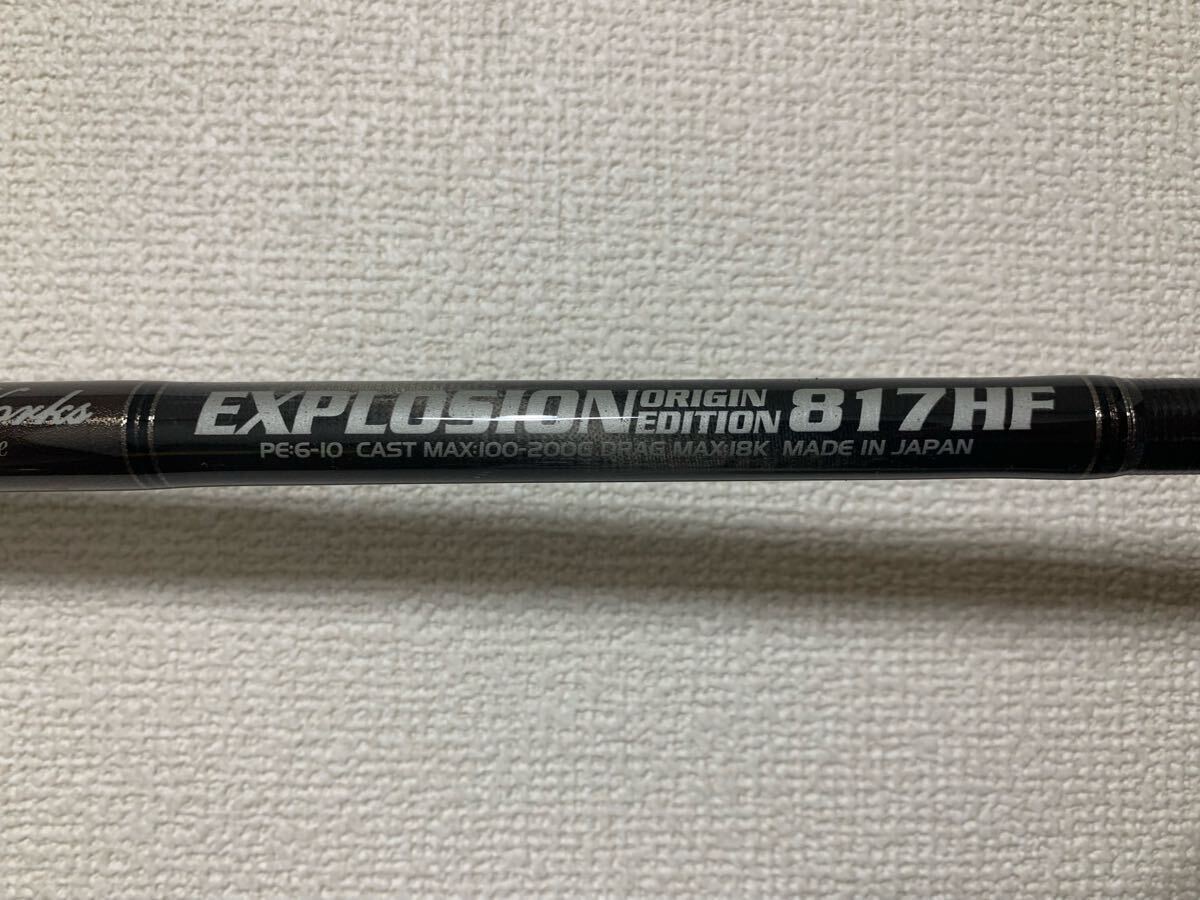 EXPLOSION ORIGIN EDITION 817HF
PE:6-10 CAST MAX:100-200G DRAG MAX:18K MADE IN JAPAN